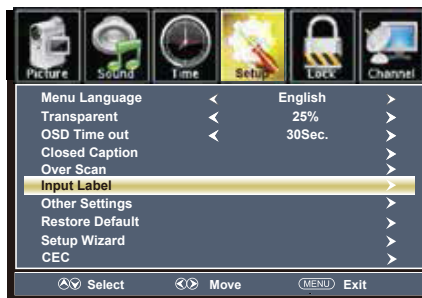 Picture Sound Time Setup Lock Channel
Menu Language English
Transparent 25%
OSD Time out 30Sec.
Closed Caption
Over Scan
Input Label
Other Settings
Restore Default
Setup Wizard
CEC
Select Move MENU Exit